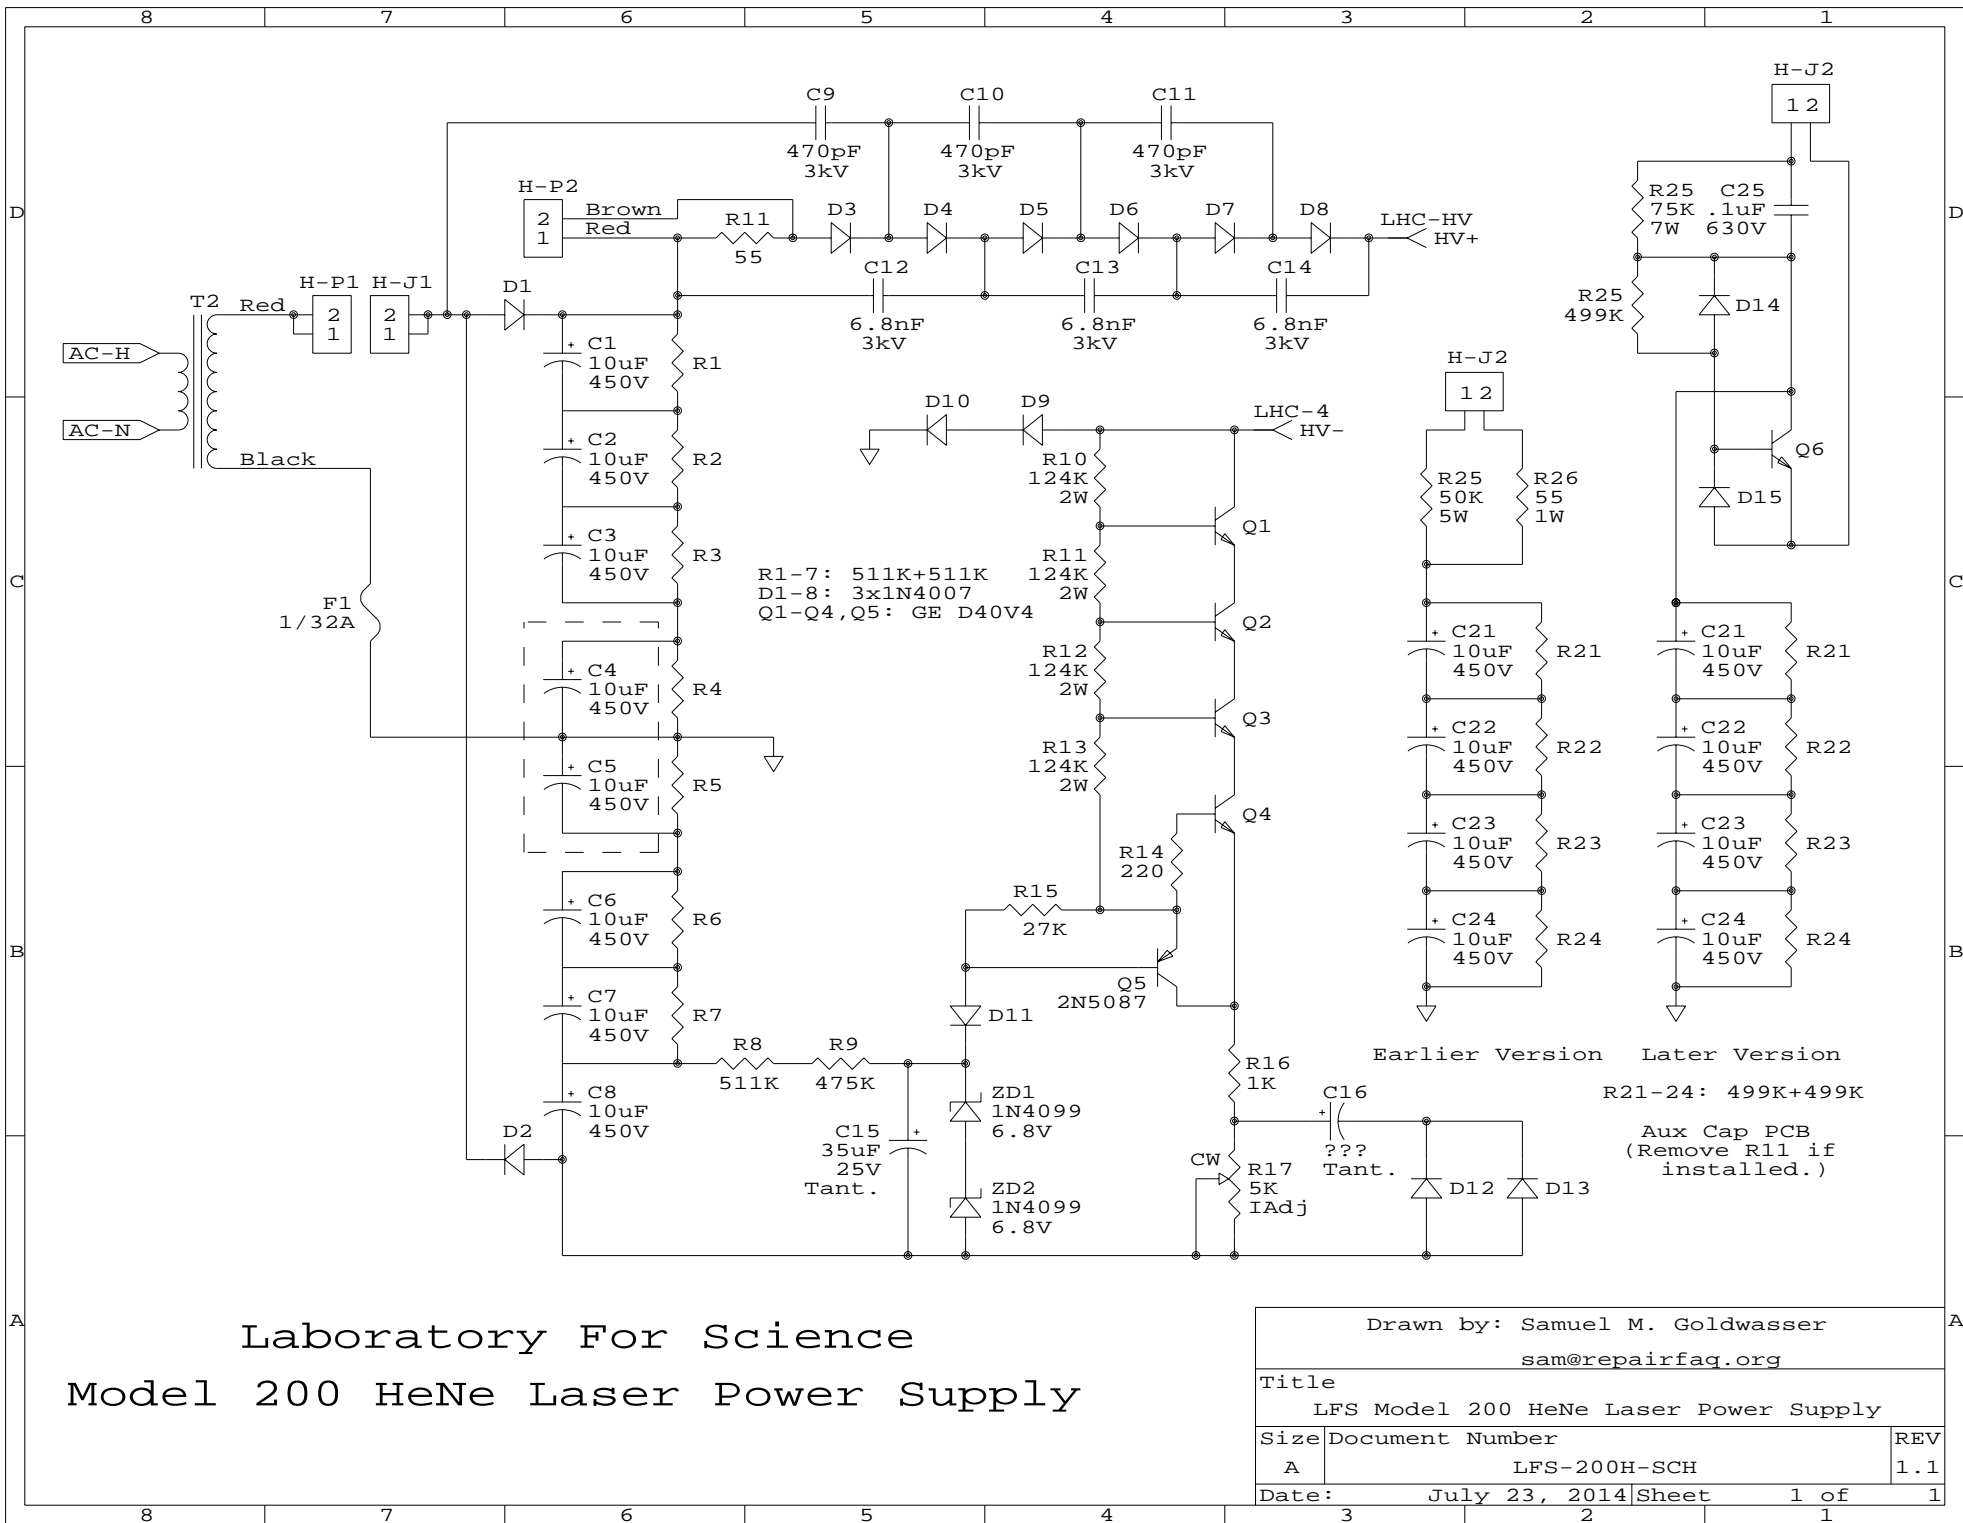 8 7 6 5 4 3 2 1
H-J2
1 2
C9
470pF
3kV
C10
470pF
3kV
C11
470pF
3kV
H-P2
2
1
Brown
Red
R11
55
D3
D4
D5
D6
D7
D8
LHC-HV
HV+
R25
75K
7W
C25
.1uF
630V
D
D
C12
6.8nF
3kV
C13
6.8nF
3kV
C14
6.8nF
3kV
R25
499K
D14
T2
Red
H-P1
2
1
H-J1
2
1
D1
AC-H
AC-N
Black
C1
10uF
450V
R1
C2
10uF
450V
R2
C3
10uF
450V
R3
D10
D9
LHC-4
HV-
H-J2
1 2
R25
50K
5W
R26
55
1W
Q6
D15
R10
124K
2W
Q1
R11
124K
2W
Q2
R12
124K
2W
Q3
R13
124K
2W
Q4
C
C
R1-7: 511K+511K
D1-8: 3x1N4007
Q1-Q4,Q5: GE D40V4
F1
1/32A
C4
10uF
450V
R4
C5
10uF
450V
R5
C6
10uF
450V
R6
C7
10uF
450V
R7
C8
10uF
450V
D2
C21
10uF
450V
R21
C22
10uF
450V
R22
C23
10uF
450V
R23
C24
10uF
450V
R24
C21
10uF
450V
R21
C22
10uF
450V
R22
C23
10uF
450V
R23
C24
10uF
450V
R24
B
B
R14
220
R15
27K
Q5
2N5087
D11
R8
511K
R9
475K
ZD1
1N4099
6.8V
C15
35uF
25V
Tant.
ZD2
1N4099
6.8V
R16
1K
CW
R17
5K
IAdj
C16
???
Tant.
D12
D13
Earlier Version
Later Version
R21-24: 499K+499K
Aux Cap PCB
(Remove R11 if
installed.)
A
A
Laboratory For Science
Model 200 HeNe Laser Power Supply
Drawn by: Samuel M. Goldwasser
sam@repairfaq.org
Title
LFS Model 200 HeNe Laser Power Supply
Size Document Number REV
A LFS-200H-SCH 1.1
Date: July 23, 2014 Sheet 1 of 1
8 7 6 5 4 3 2 1